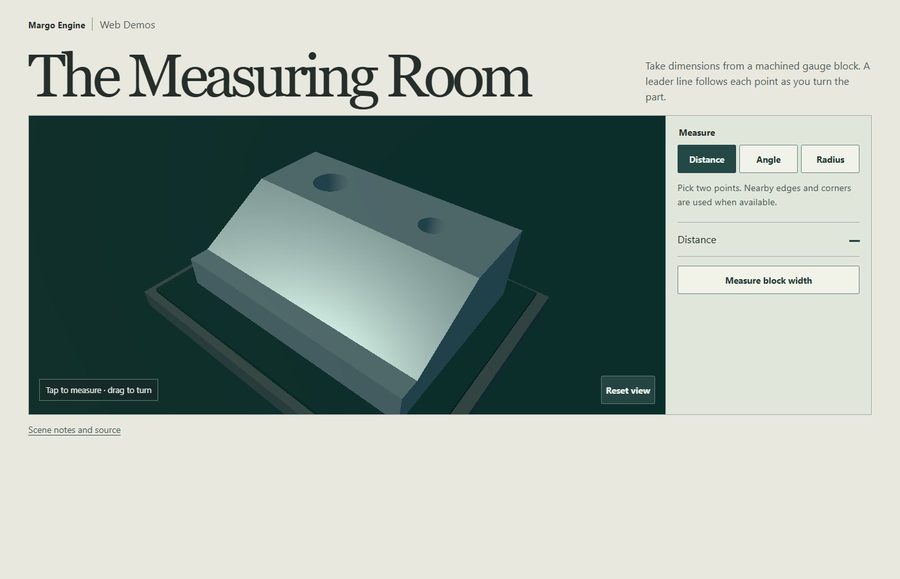 Margo Engine | Web Demos
The Measuring Room
Take dimensions from a machined gauge block. A
leader line follows each point as you turn the
part.
Measure
Distance
Angle
Radius
Pick two points. Nearby edges and corners
are used when available.
Distance –
Measure block width
Tap to measure · drag to turn
Reset view
Scene notes and source